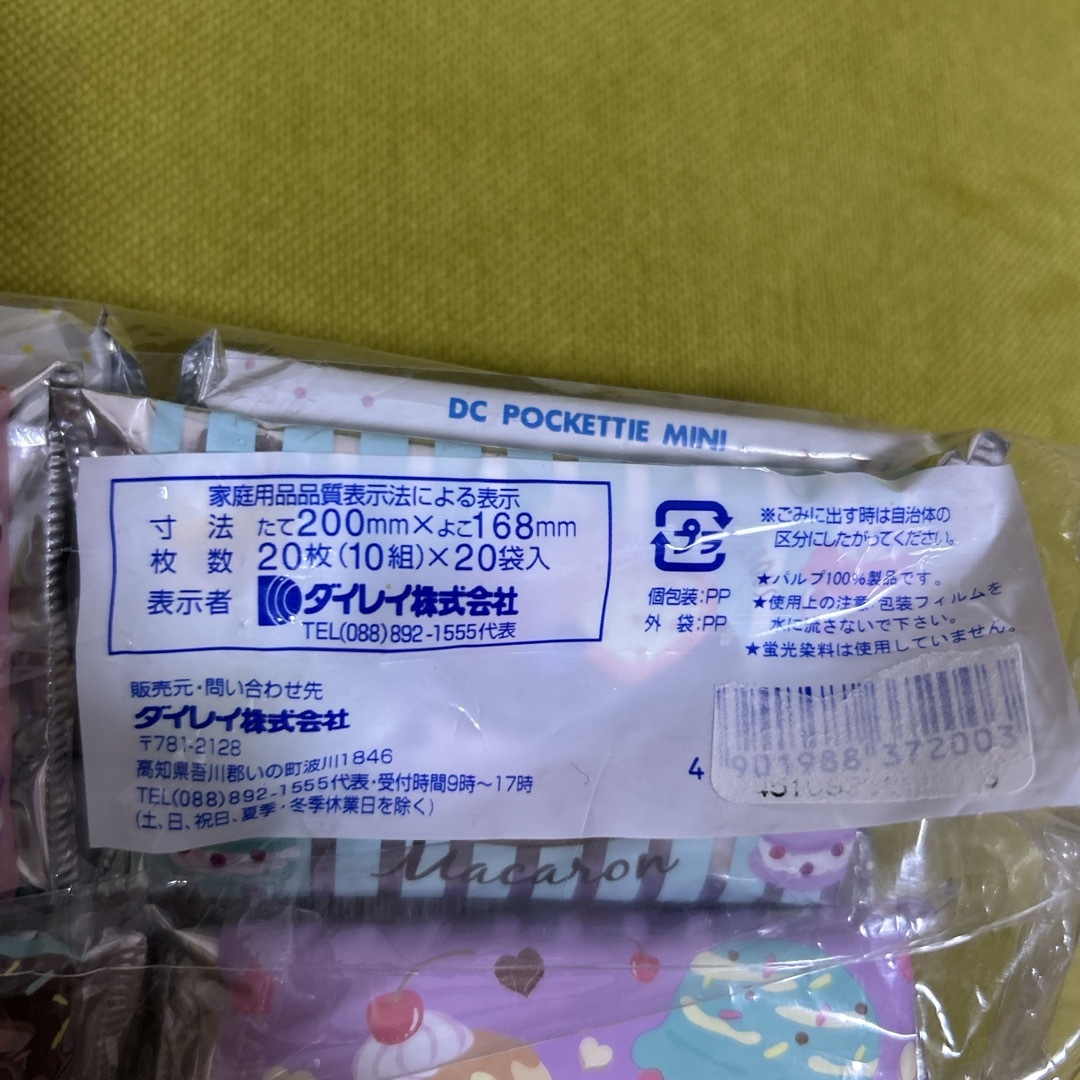 DC POCKETTIE MINI
家庭用品品質表示法による表示
寸 法 たて200mm×よこ168mm
枚 数 20枚(10組)×20袋入
表示者 ダイレイ株式会社
TEL(088)892-1555代表
販売元・問い合わせ先
ダイレイ株式会社
〒781-2128
高知県吾川郡いの町波川1846
TEL(088)892-1555代表・受付時間9時～17時
(土、日、祝日、夏季・冬季休業日を除く)
プラ
個包装:PP
外 袋:PP
※ごみに出す時は自治体の
区分にしたがってください。
★パルプ100%製品です。
★使用上の注意・包装フィルムを
水に流さないで下さい。
★蛍光染料は使用していません。
4 901988 372003
Macaron